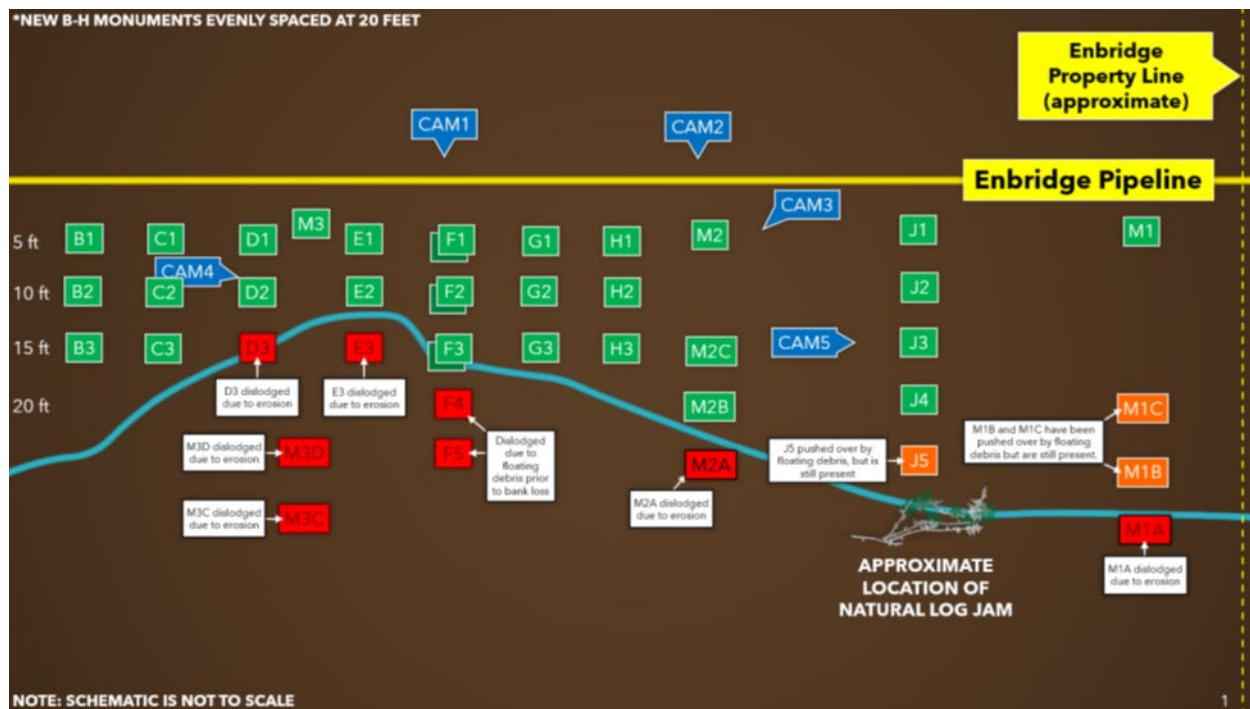 *NEW B-H MONUMENTS EVENLY SPACED AT 20 FEET
Enbridge
Property Line
(approximate)
CAM1
CAM2
Enbridge Pipeline
CAM3
M3
5 ft
B1
C1
D1
E1
F1
G1
H1
M2
J1
M1
CAM4
10 ft
B2
C2
D2
E2
F2
G2
H2
J2
15 ft
B3
C3
D3
E3
F3
G3
H3
M2C
CAM5
J3
D3 dislodged
due to erosion
E3 dislodged
due to erosion
20 ft
F4
M2B
J4
M1C
M3D dislodged
due to erosion
M3D
F5
Dislodged
due to
floating
debris prior
to bank loss
M2A
J5 pushed over by
floating debris, but is
still present
J5
M1B and M1C have been
pushed over by floating
debris but are still present.
M1B
M3C dislodged
due to erosion
M3C
M2A dislodged
due to erosion
M1A
M1A dislodged
due to erosion
APPROXIMATE
LOCATION OF
NATURAL LOG JAM
NOTE: SCHEMATIC IS NOT TO SCALE
1